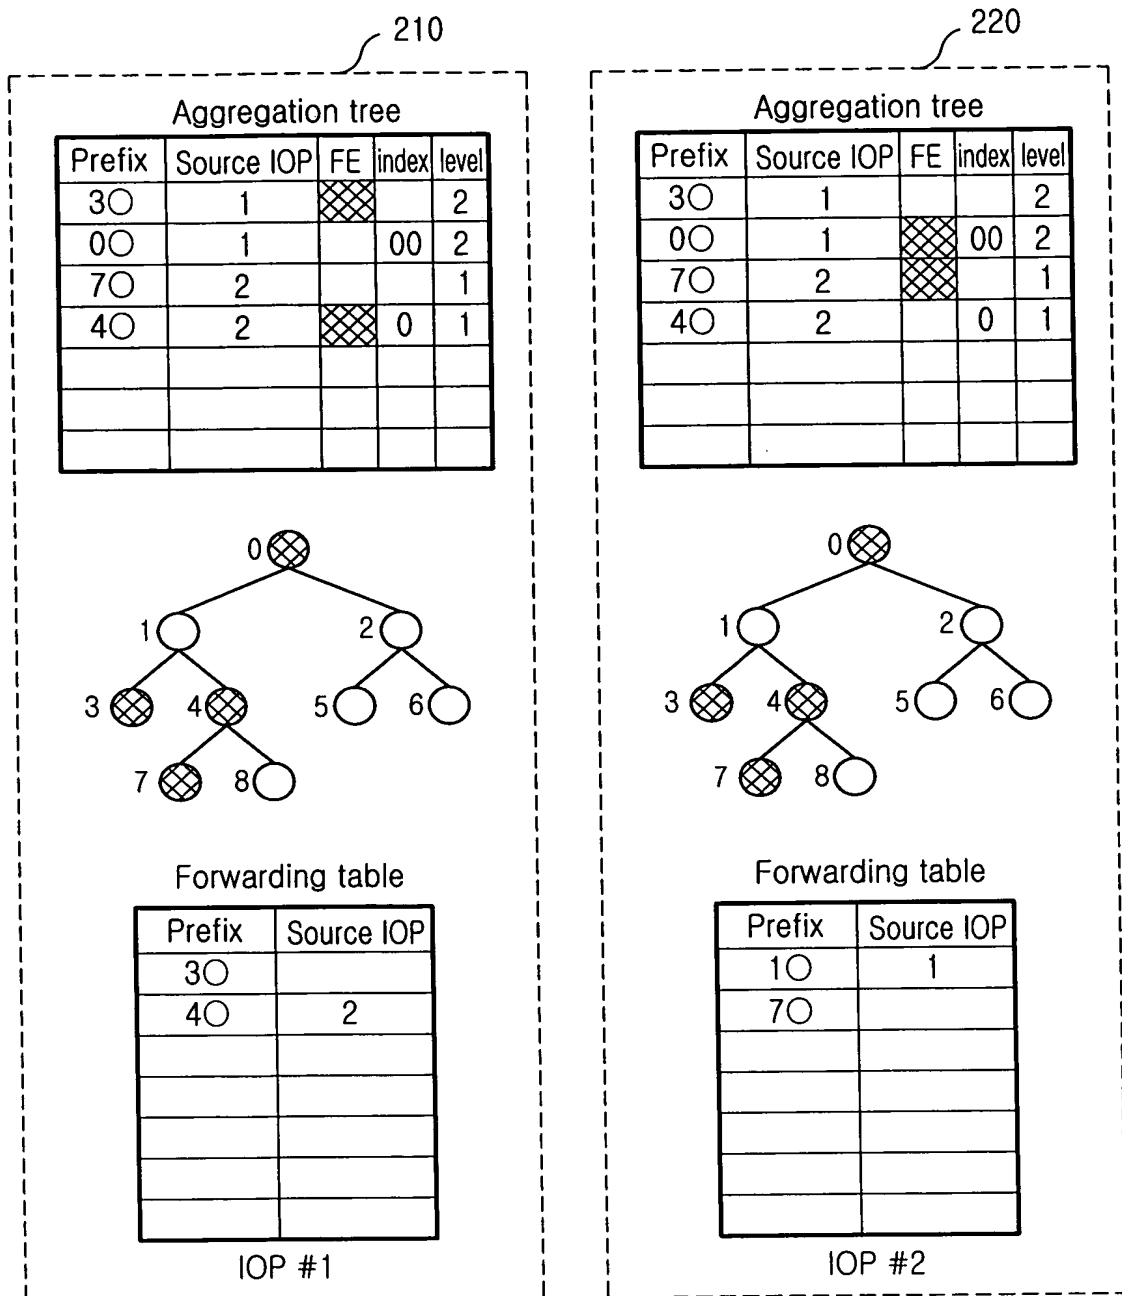 210
Aggregation tree
Prefix Source IOP FE index level
3○ 1 2
0○ 1 00 2
7○ 2 1
4○ 2 0 1
0
1 2
3 4 5 6
7 8
Forwarding table
Prefix Source IOP
3○
4○ 2
IOP #1
220
Aggregation tree
Prefix Source IOP FE index level
3○ 1 2
0○ 1 00 2
7○ 2 1
4○ 2 0 1
0
1 2
3 4 5 6
7 8
Forwarding table
Prefix Source IOP
1○ 1
7○
IOP #2